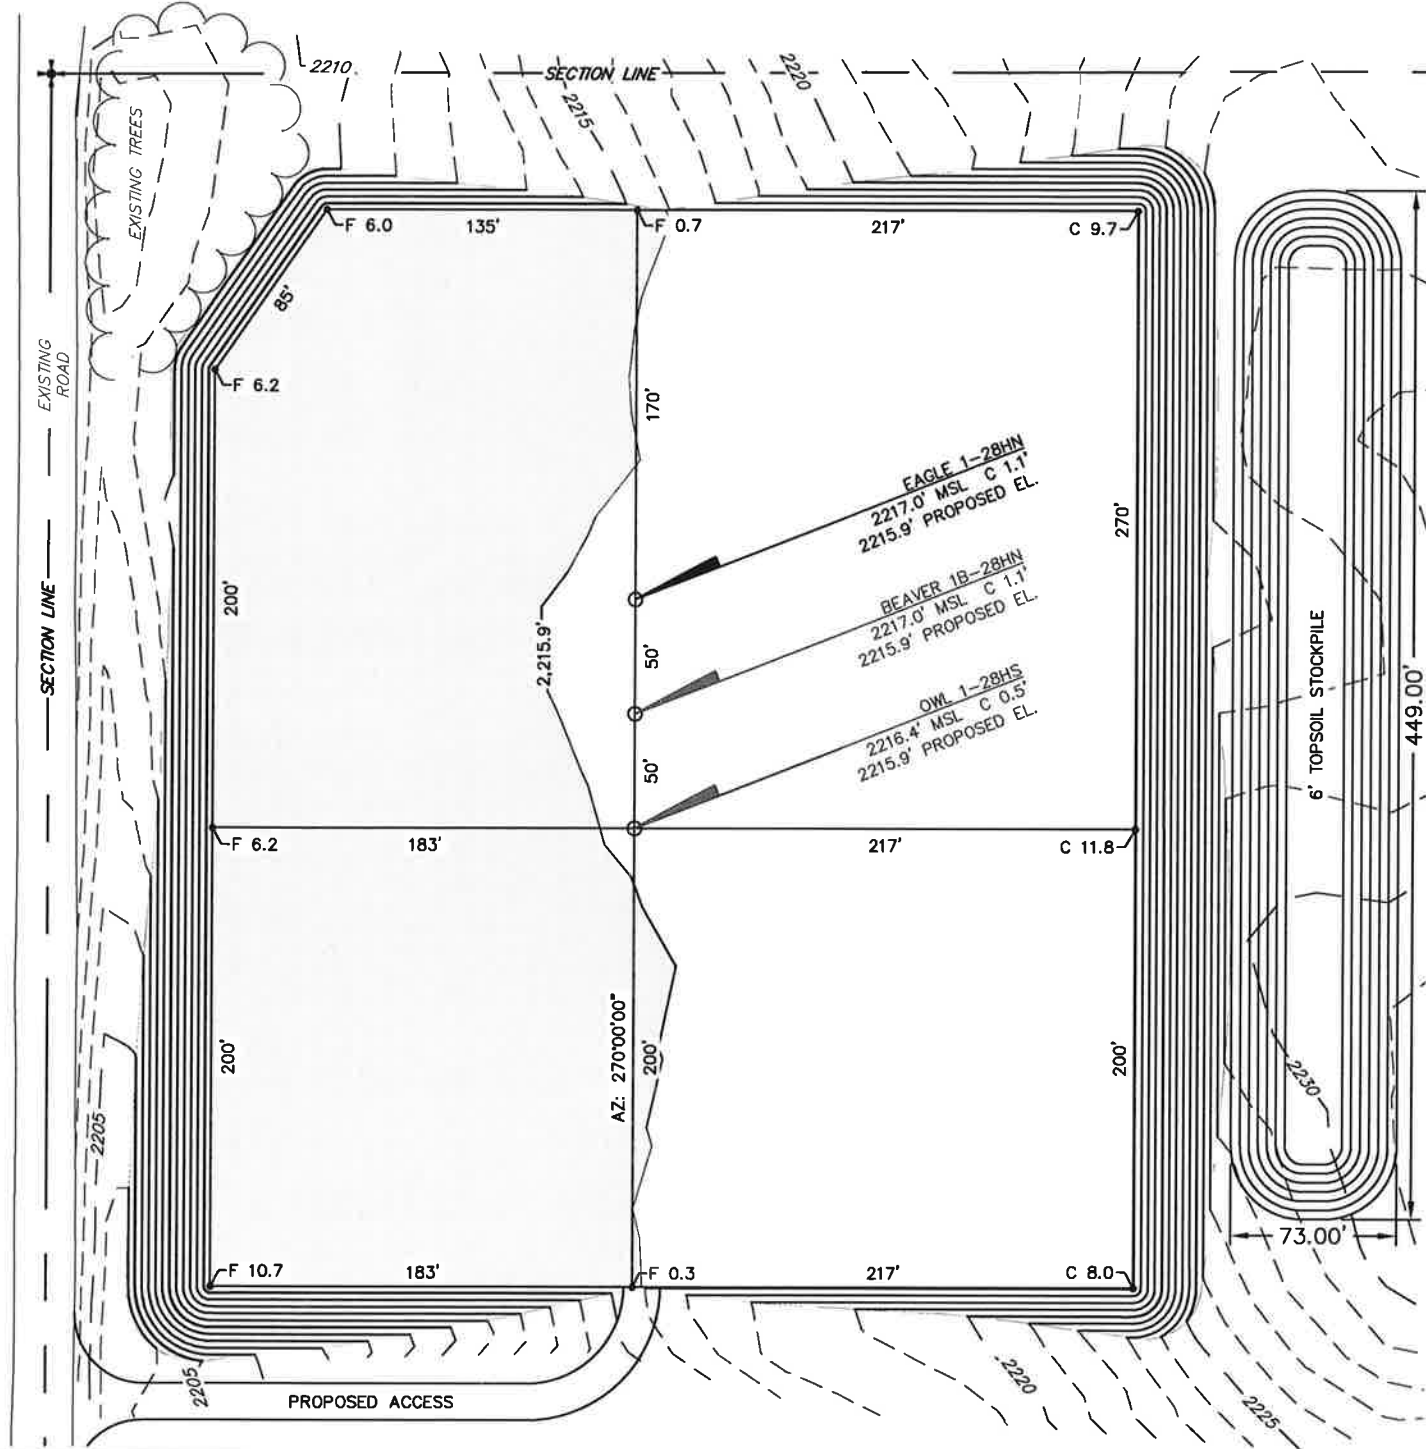 2210
SECTION LINE
2220
2215
EXISTING TREES
F 6.0
135'
F 0.7
217'
C 9.7
85'
EXISTING
ROAD
F 6.2
170'
EAGLE 1-28HN
2217.0' MSL C 1.1'
2215.9' PROPOSED EL.
270'
SECTION LINE
200'
2,215.9'
50'
BEAVER 1B-28HN
2217.0' MSL C 1.1'
2215.9' PROPOSED EL.
6' TOPSOIL STOCKPILE
449.00'
50'
OWL 1-28HS
2216.4' MSL C 0.5'
2215.9' PROPOSED EL.
F 6.2
183'
217'
C 11.8
200'
AZ: 270°00'00"
200'
200'
2230
2205
F 10.7
183'
F 0.3
217'
C 8.0
73.00'
2205
PROPOSED ACCESS
2220
2225